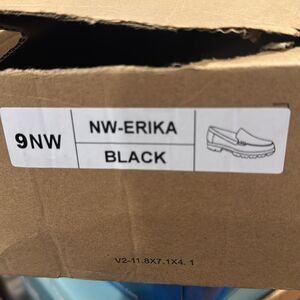 9NW
NW-ERIKA
BLACK
V2-11.8X7.1X4.1